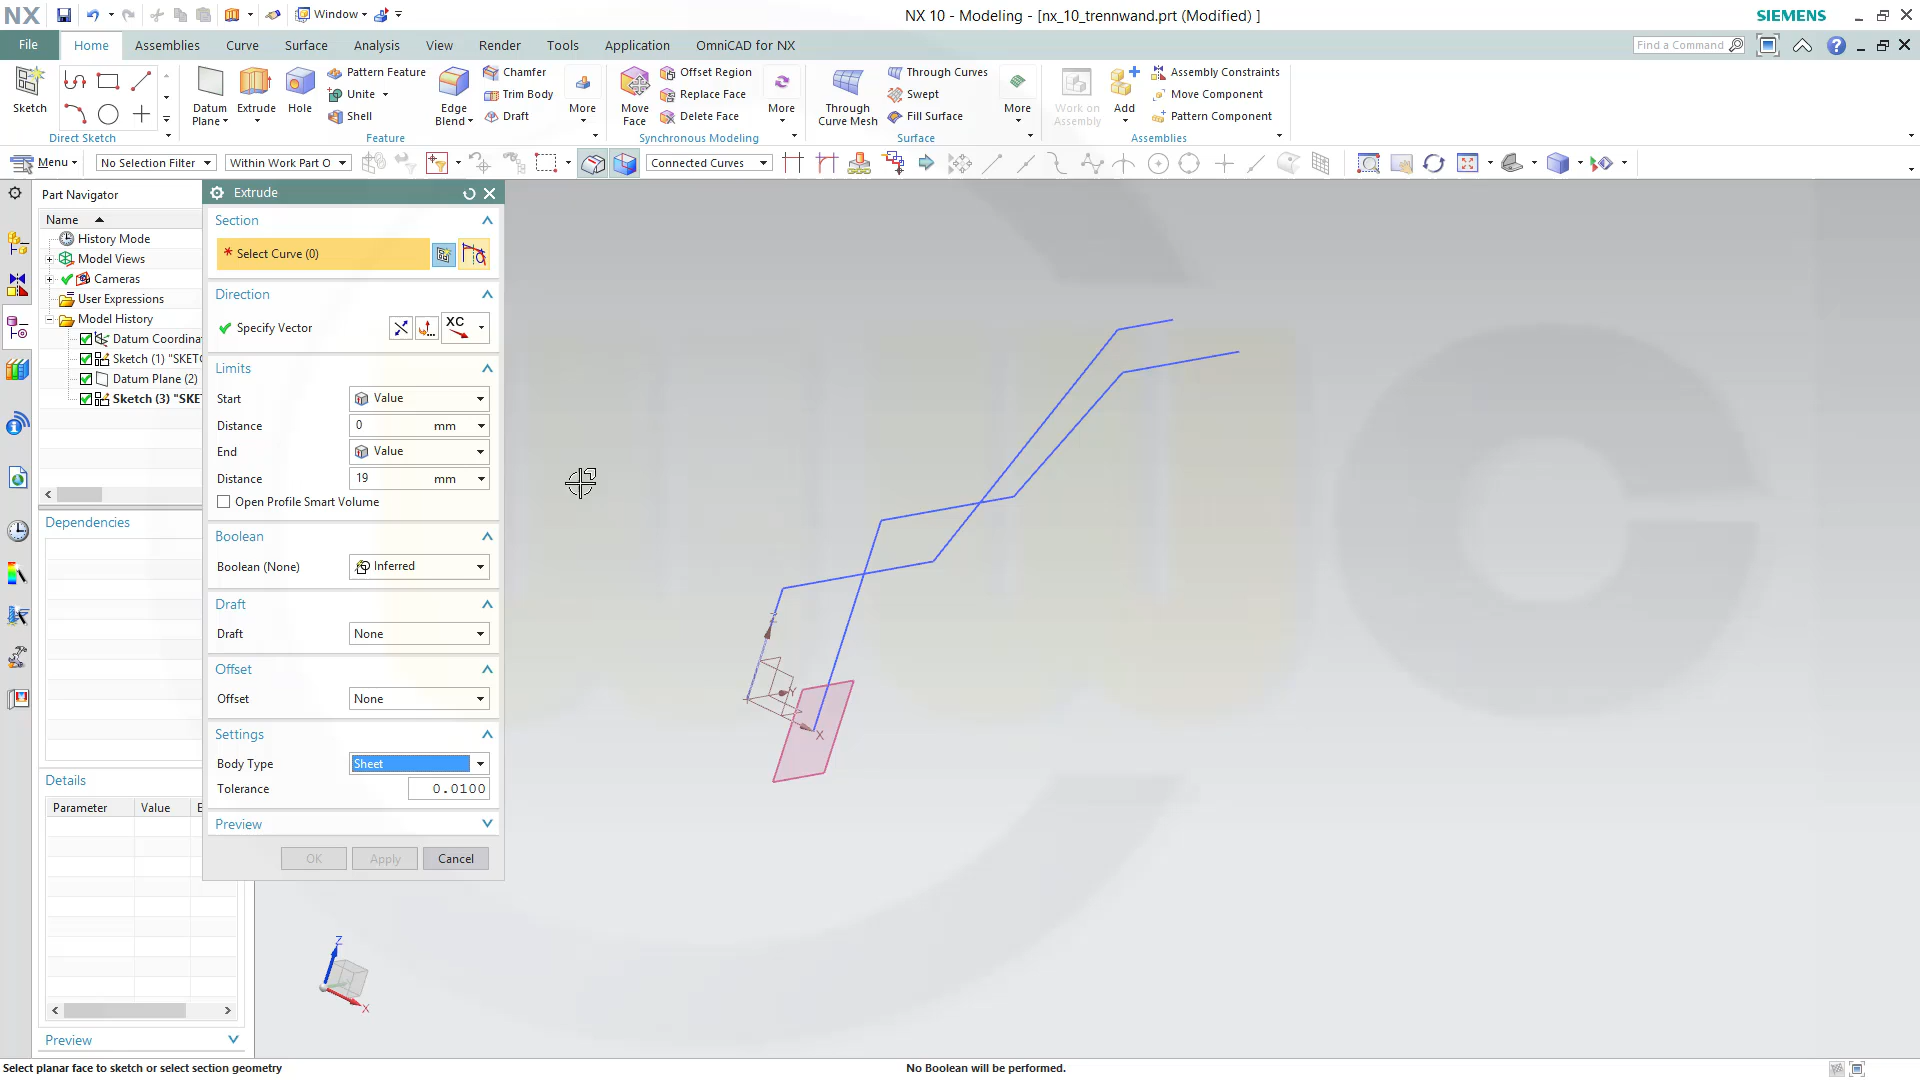 NX
Window
NX 10 - Modeling - [nx_10_trennwand.prt (Modified) ]
SIEMENS
File
Home
Assemblies
Curve
Surface
Analysis
View
Render
Tools
Application
OmniCAD for NX
Find a Command
Sketch
Direct Sketch
Datum
Plane
Extrude
Hole
Pattern Feature
Unite
Shell
Edge
Blend
Chamfer
Trim Body
Draft
More
Feature
Move
Face
Offset Region
Replace Face
Delete Face
More
Synchronous Modeling
Through
Curve Mesh
Through Curves
Swept
Fill Surface
More
Surface
Work on
Assembly
Add
Assembly Constraints
Move Component
Pattern Component
Assemblies
Menu
No Selection Filter
Within Work Part O
Connected Curves
Part Navigator
Name
History Mode
Model Views
Cameras
User Expressions
Model History
Datum Coordina
Sketch (1) "SKETC
Datum Plane (2)
Sketch (3) "SKE
Dependencies
Details
Parameter
Value
E
Preview
Extrude
Section
* Select Curve (0)
Direction
Specify Vector
XC
Limits
Start
Value
Distance
0
mm
End
Value
Distance
19
mm
Open Profile Smart Volume
Boolean
Boolean (None)
Inferred
Draft
Draft
None
Offset
Offset
None
Settings
Body Type
Sheet
Tolerance
0.0100
Preview
OK
Apply
Cancel
Z
Y
X
Z
X
Select planar face to sketch or select section geometry
No Boolean will be performed.